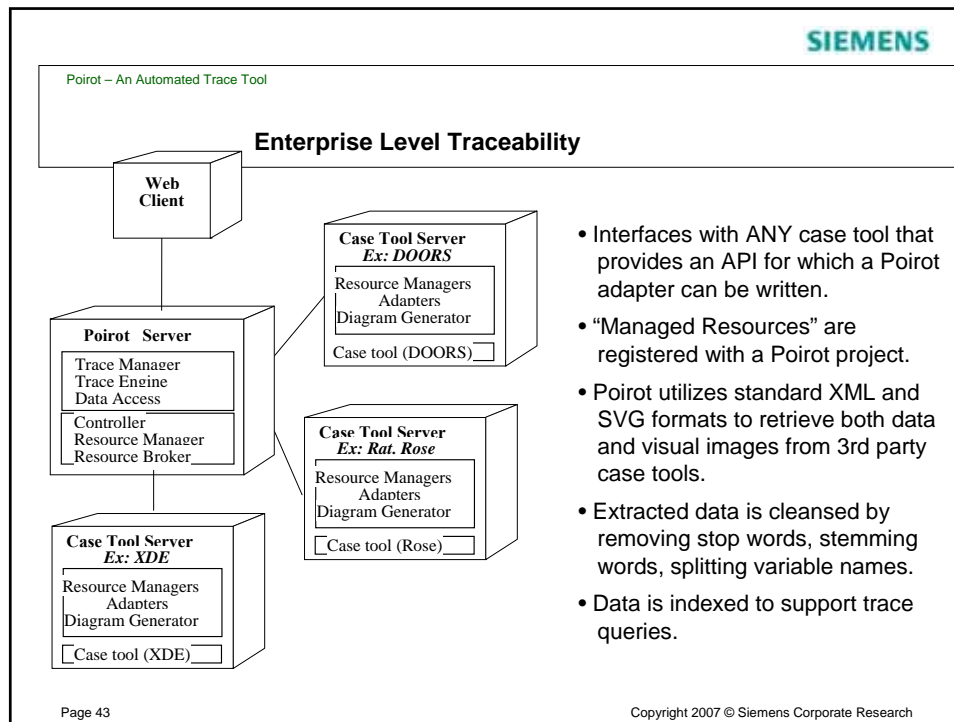 SIEMENS
Poirot – An Automated Trace Tool
Enterprise Level Traceability
Web
Client
Poirot Server
Trace Manager
Trace Engine
Data Access
Controller
Resource Manager
Resource Broker
Case Tool Server
Ex: DOORS
Resource Managers
Adapters
Diagram Generator
Case tool (DOORS)
Case Tool Server
Ex: Rat. Rose
Resource Managers
Adapters
Diagram Generator
Case tool (Rose)
Case Tool Server
Ex: XDE
Resource Managers
Adapters
Diagram Generator
Case tool (XDE)
• Interfaces with ANY case tool that
provides an API for which a Poirot
adapter can be written.
• “Managed Resources” are
registered with a Poirot project.
• Poirot utilizes standard XML and
SVG formats to retrieve both data
and visual images from 3rd party
case tools.
• Extracted data is cleansed by
removing stop words, stemming
words, splitting variable names.
• Data is indexed to support trace
queries.
Page 43
Copyright 2007 © Siemens Corporate Research